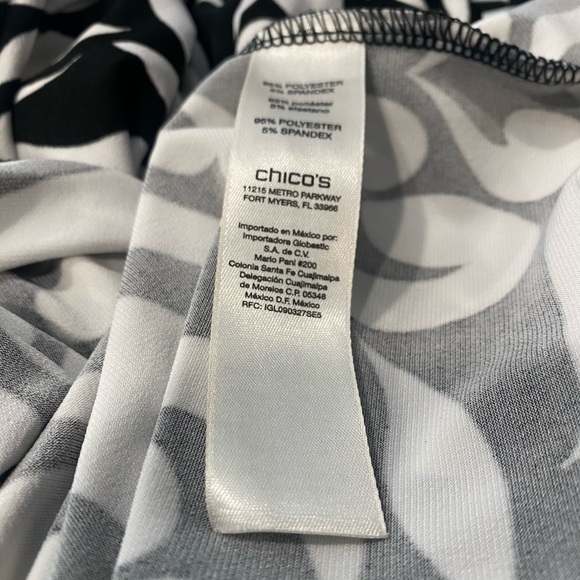 95% POLYESTER
5% SPANDEX
95% poliéster
5% elastano
95% POLYESTER
5% SPANDEX
chico's
11215 METRO PARKWAY
FORT MYERS, FL 33966
Importado en México por:
Importadora Globastic
S.A. de C.V.
Mario Pani #200
Colonia Santa Fe Cuajimalpa
Delegación Cuajimalpa
de Morelos C.P. 05348
México D.F. México
RFC: IGL090327SE5